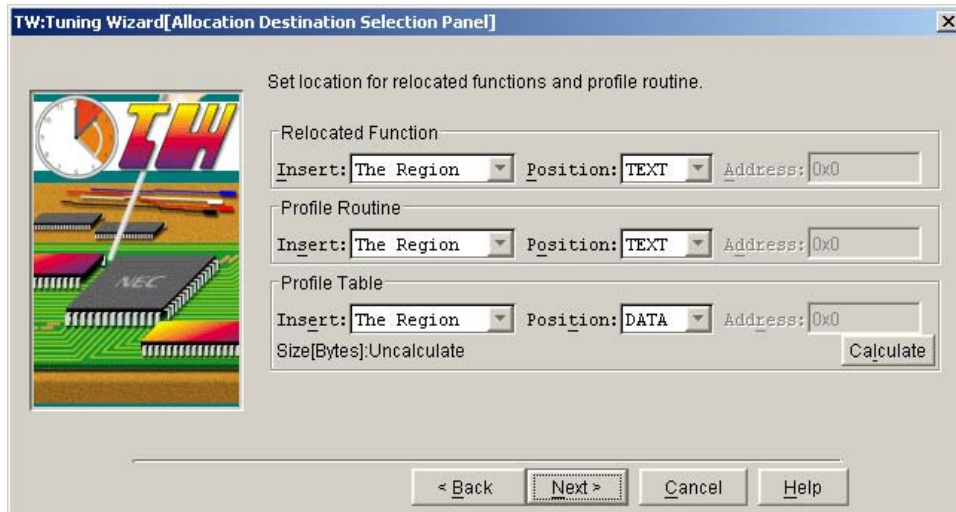 TW:Tuning Wizard[Allocation Destination Selection Panel]
TW
NEC
Set location for relocated functions and profile routine.
Relocated Function
Insert: The Region Position: TEXT Address: 0x0
Profile Routine
Insert: The Region Position: TEXT Address: 0x0
Profile Table
Insert: The Region Position: DATA Address: 0x0
Size[Bytes]:Uncalculate Calculate
< Back Next > Cancel Help